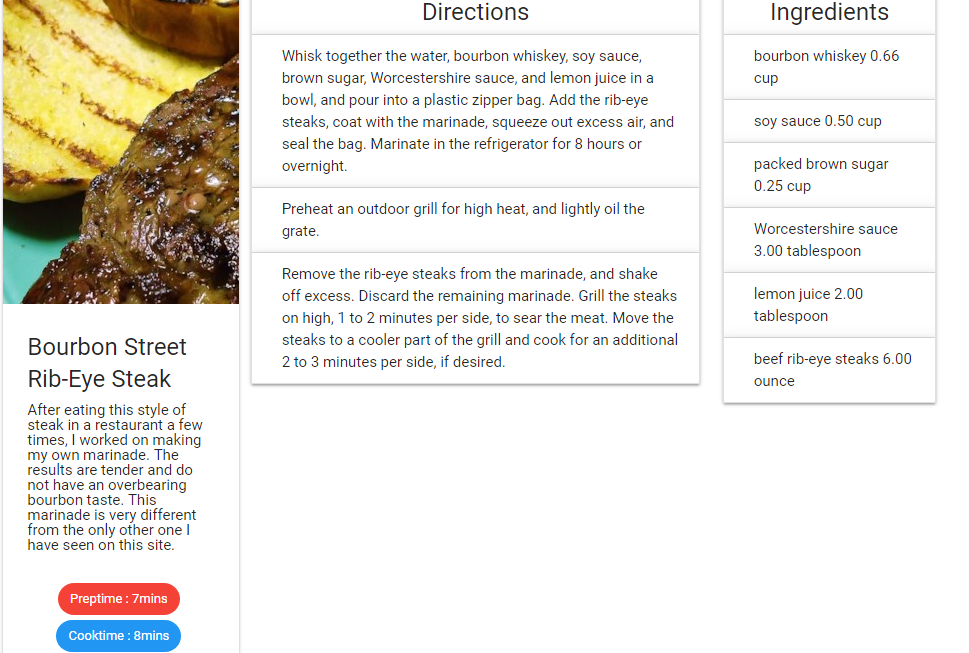 Directions
Whisk together the water, bourbon whiskey, soy sauce,
brown sugar, Worcestershire sauce, and lemon juice in a
bowl, and pour into a plastic zipper bag. Add the rib-eye
steaks, coat with the marinade, squeeze out excess air, and
seal the bag. Marinate in the refrigerator for 8 hours or
overnight.
Preheat an outdoor grill for high heat, and lightly oil the
grate.
Remove the rib-eye steaks from the marinade, and shake
off excess. Discard the remaining marinade. Grill the steaks
on high, 1 to 2 minutes per side, to sear the meat. Move the
steaks to a cooler part of the grill and cook for an additional
2 to 3 minutes per side, if desired.
Ingredients
bourbon whiskey 0.66
cup
soy sauce 0.50 cup
packed brown sugar
0.25 cup
Worcestershire sauce
3.00 tablespoon
lemon juice 2.00
tablespoon
beef rib-eye steaks 6.00
ounce
Bourbon Street
Rib-Eye Steak
After eating this style of
steak in a restaurant a few
times, I worked on making
my own marinade. The
results are tender and do
not have an overbearing
bourbon taste. This
marinade is very different
from the only other one I
have seen on this site.
Preptime : 7mins
Cooktime : 8mins